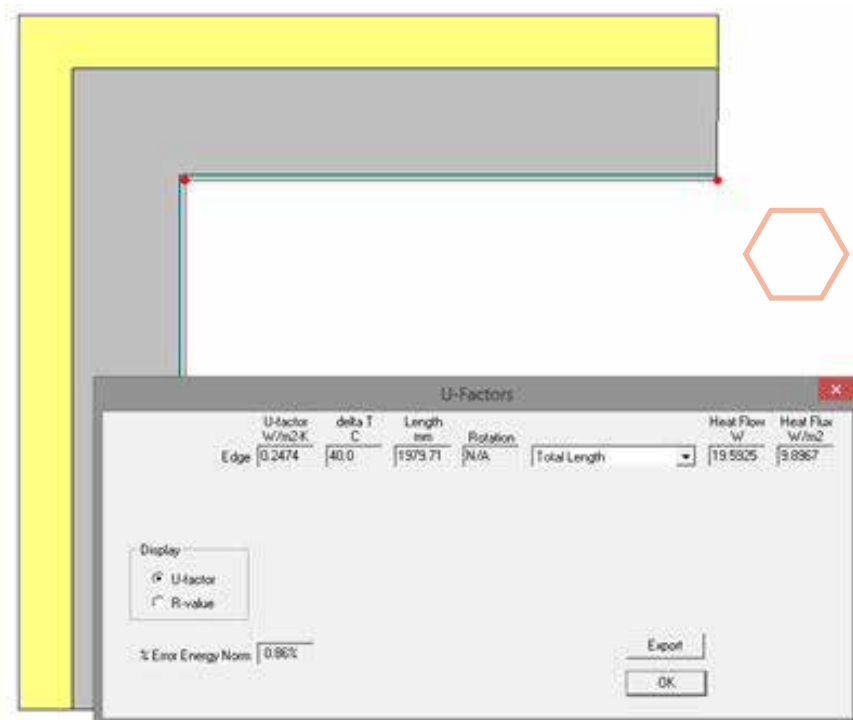 U-Factors
U-factor delta T Length Heat Flow Heat Flux
W/m2-K C mm Rotation W W/m2
Edge 0.2474 40.0 1979.71 N/A Total Length 19.5925 9.8967
Display
U-factor
R-value
% Error Energy Norm 0.86%
Export
OK